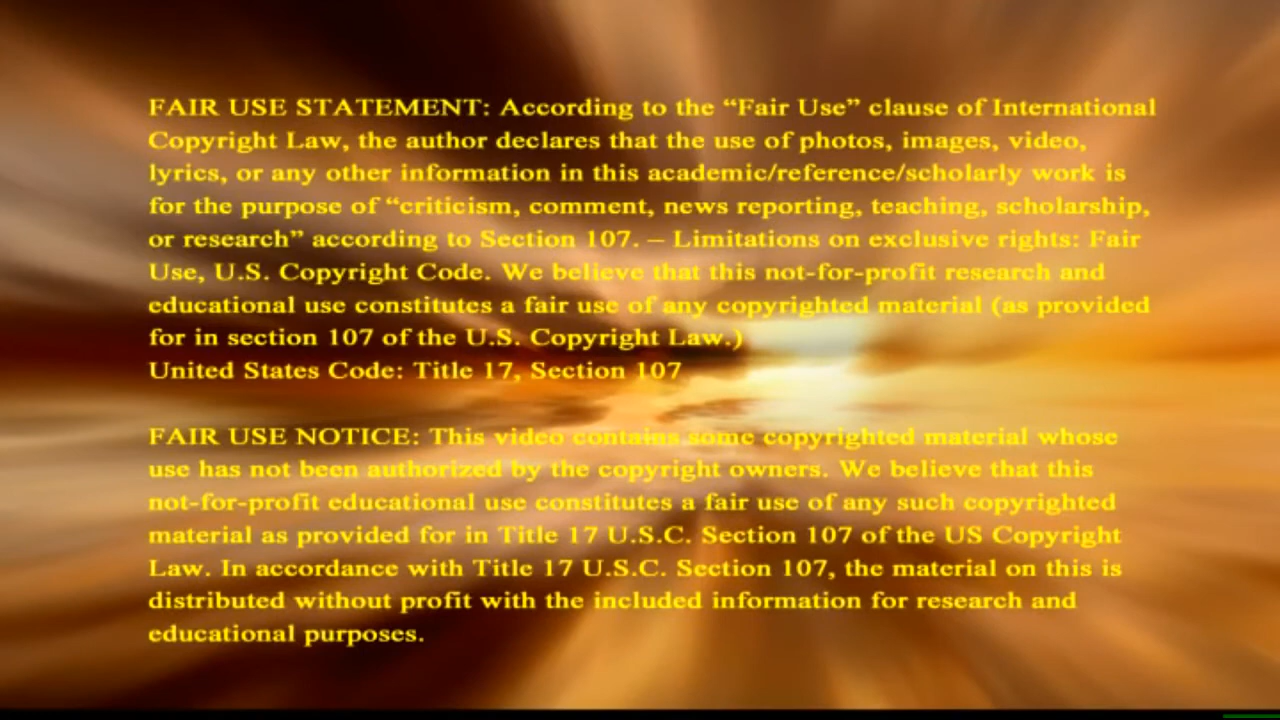 FAIR USE STATEMENT: According to the “Fair Use” clause of International
Copyright Law, the author declares that the use of photos, images, video,
lyrics, or any other information in this academic/reference/scholarly work is
for the purpose of “criticism, comment, news reporting, teaching, scholarship,
or research” according to Section 107. – Limitations on exclusive rights: Fair
Use, U.S. Copyright Code. We believe that this not-for-profit research and
educational use constitutes a fair use of any copyrighted material (as provided
for in section 107 of the U.S. Copyright Law.)
United States Code: Title 17, Section 107
FAIR USE NOTICE: This video contains some copyrighted material whose
use has not been authorized by the copyright owners. We believe that this
not-for-profit educational use constitutes a fair use of any such copyrighted
material as provided for in Title 17 U.S.C. Section 107 of the US Copyright
Law. In accordance with Title 17 U.S.C. Section 107, the material on this is
distributed without profit with the included information for research and
educational purposes.